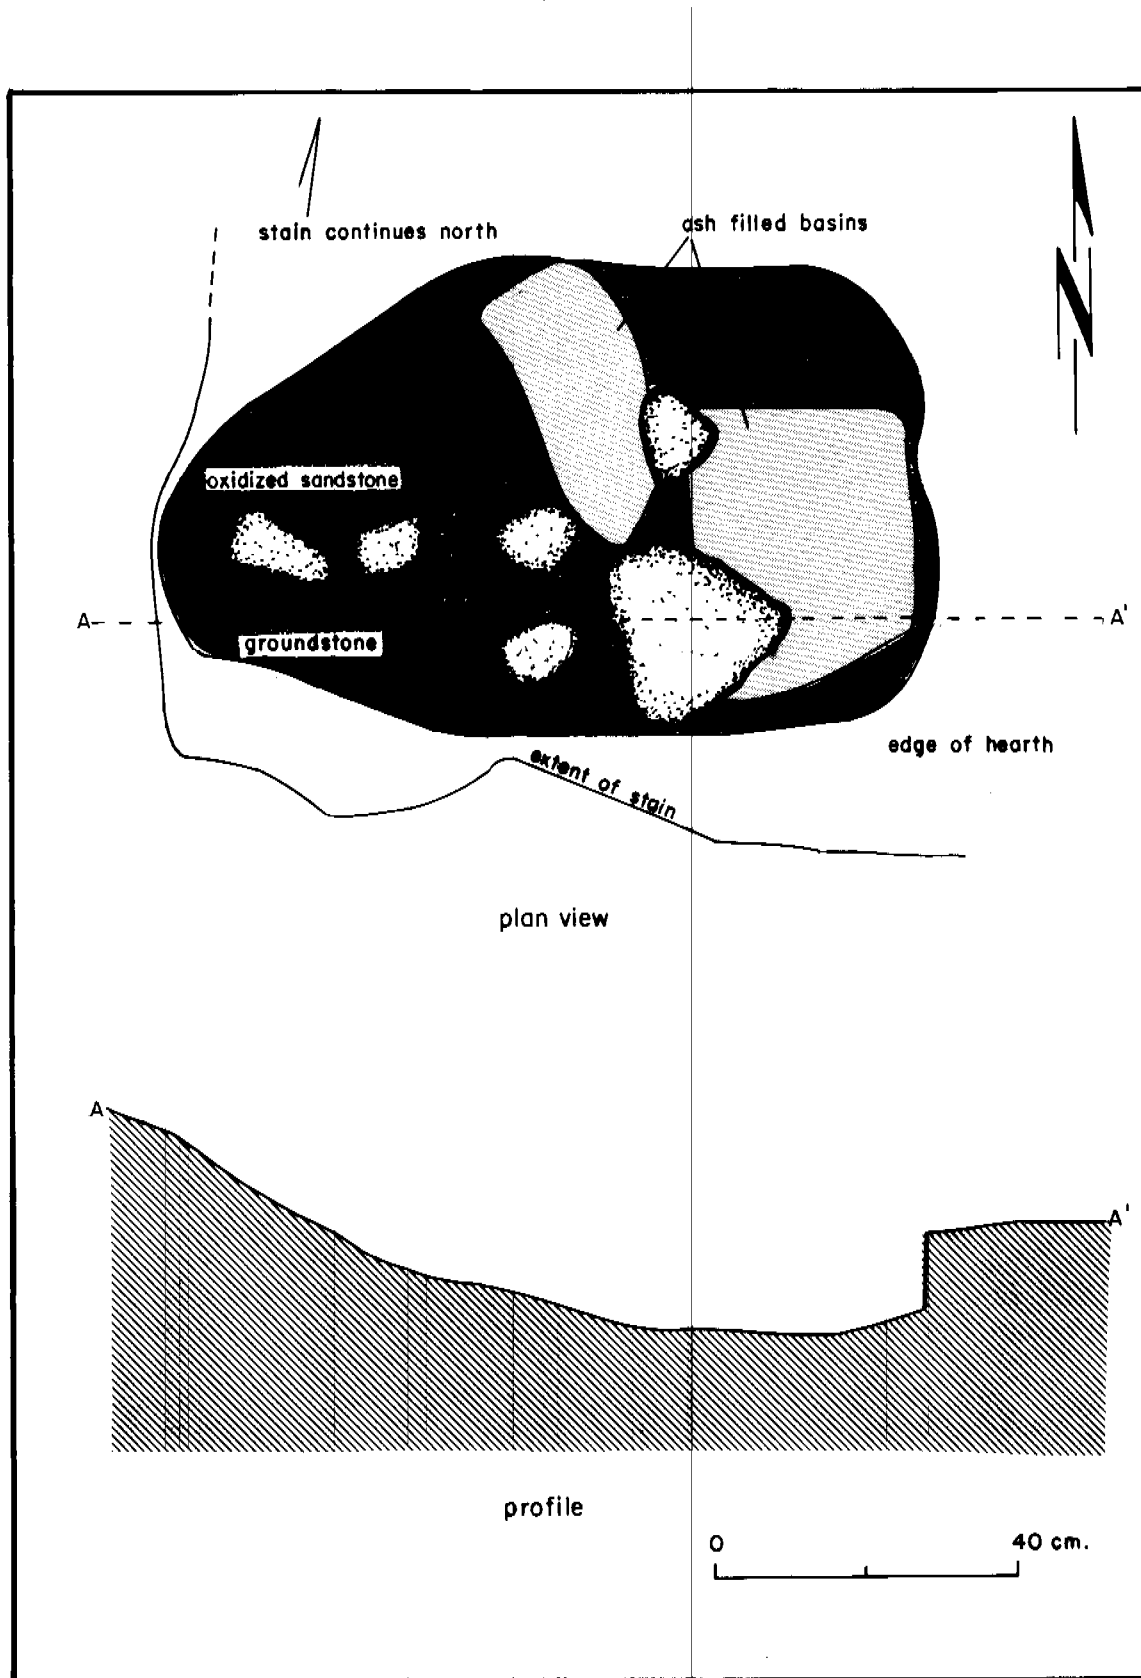 stain continues north
ash filled basins
N
oxidized sandstone
groundstone
A
A'
edge of hearth
extent of stain
plan view
A
A'
profile
0 40 cm.